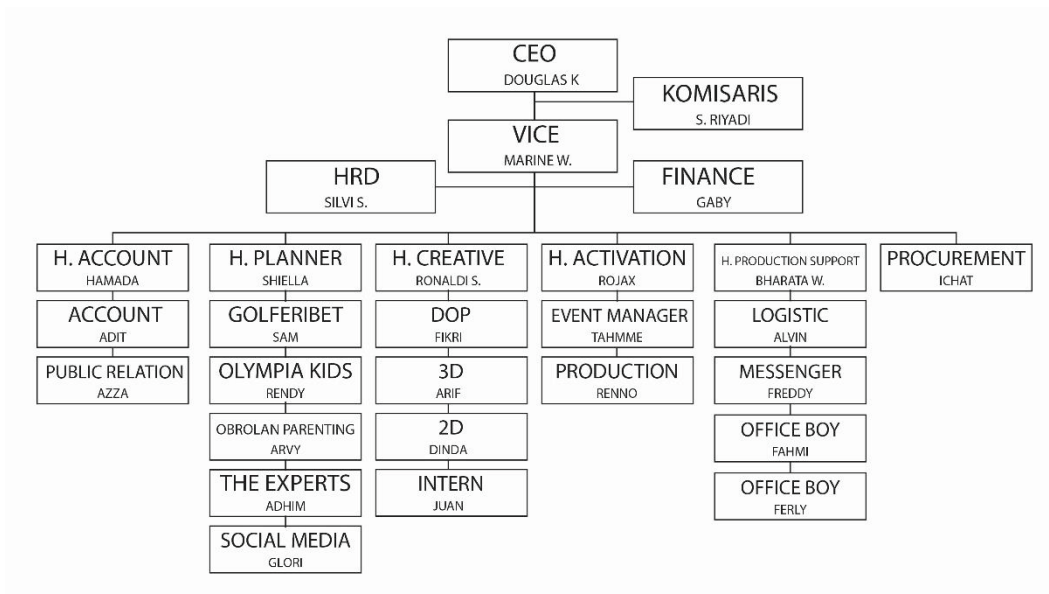 CEO
DOUGLAS K
KOMISARIS
S. RIYADI
VICE
MARINE W.
HRD
SILVI S.
FINANCE
GABY
H. ACCOUNT
HAMADA
ACCOUNT
ADIT
PUBLIC RELATION
AZZA
H. PLANNER
SHIELLA
GOLFERIBET
SAM
OLYMPIA KIDS
RENDY
OBROLAN PARENTING
ARVY
THE EXPERTS
ADHIM
SOCIAL MEDIA
GLORI
H. CREATIVE
RONALDI S.
DOP
FIKRI
3D
ARIF
2D
DINDA
INTERN
JUAN
H. ACTIVATION
ROJAX
EVENT MANAGER
TAHMME
PRODUCTION
RENNO
H. PRODUCTION SUPPORT
BHARATA W.
LOGISTIC
ALVIN
MESSENGER
FREDDY
OFFICE BOY
FAHMI
OFFICE BOY
FERLY
PROCUREMENT
ICHAT